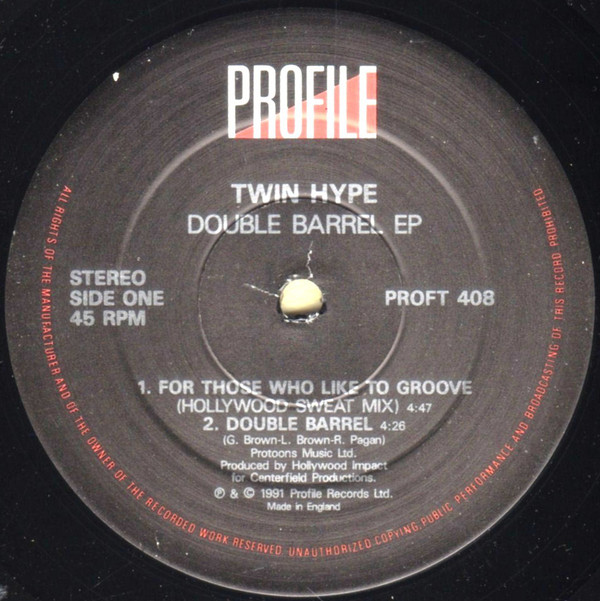 PROFILE
TWIN HYPE
DOUBLE BARREL EP
STEREO
SIDE ONE
45 RPM
PROFT 408
1. FOR THOSE WHO LIKE TO GROOVE
(HOLLYWOOD SWEAT MIX) 4:47
2. DOUBLE BARREL 4:26
(G. Brown-L. Brown-R. Pagan)
Protoons Music Ltd.
Produced by Hollywood Impact
for Centerfield Productions.
℗ & © 1991 Profile Records Ltd.
Made in England
ALL RIGHTS OF THE MANUFACTURER AND OF THE OWNER OF THE RECORDED WORK RESERVED. UNAUTHORIZED COPYING, PUBLIC PERFORMANCE AND BROADCASTING OF THIS RECORD PROHIBITED